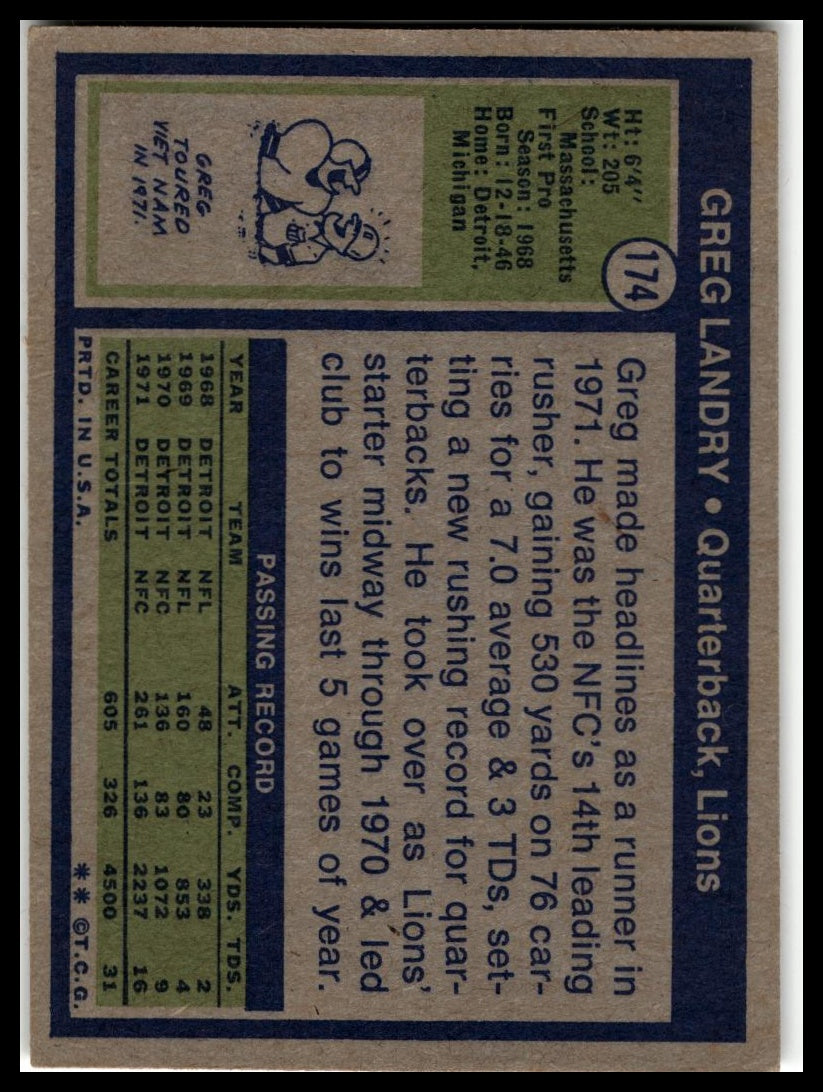 GREG LANDRY • Quarterback, Lions
174
Ht: 6'4"
Wt: 205
School:
Massachusetts
First Pro
Season: 1968
Born: 12-18-46
Home: Detroit,
Michigan
GREG
TOURED
VIET NAM
IN 1971.
Greg made headlines as a runner in
1971. He was the NFC's 14th leading
rusher, gaining 530 yards on 76 car-
ries for a 7.0 average & 3 TDs, set-
ting a new rushing record for quar-
terbacks. He took over as Lions'
starter midway through 1970 & led
club to wins last 5 games of year.
PASSING RECORD
YEAR TEAM ATT. COMP. YDS. TDS.
1968 DETROIT NFL 48 23 338 2
1969 DETROIT NFL 160 80 853 4
1970 DETROIT NFC 136 83 1072 9
1971 DETROIT NFC 261 136 2237 16
CAREER TOTALS 605 326 4500 31
PRTD. IN U.S.A. ** ©T.C.G.